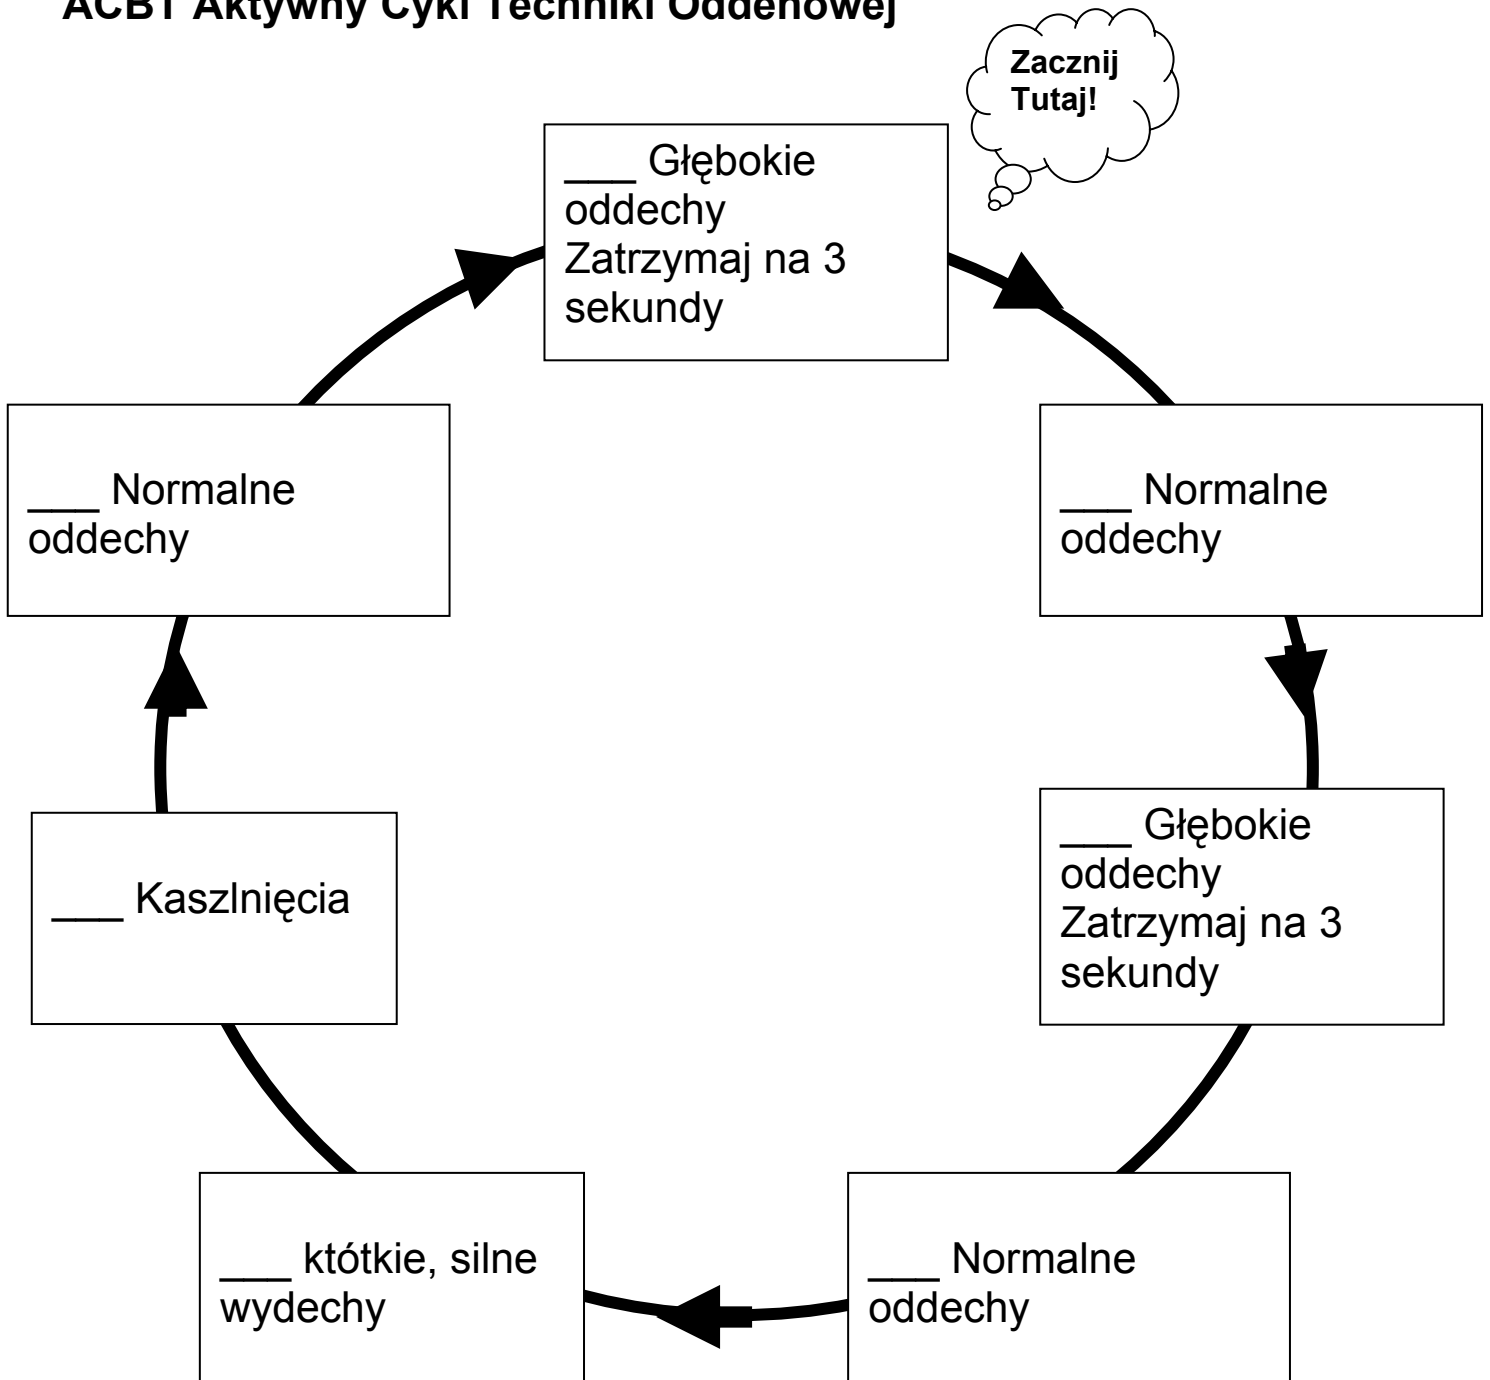 ACBT Aktywny Cykl Techniki Oddehowej
Zacznij
Tutaj!
___ Głębokie
oddechy
Zatrzymaj na 3
sekundy
___ Normalne
oddechy
___ Normalne
oddechy
___ Kaszlnięcia
___ Głębokie
oddechy
Zatrzymaj na 3
sekundy
___ któtkie, silne
wydechy
___ Normalne
oddechy